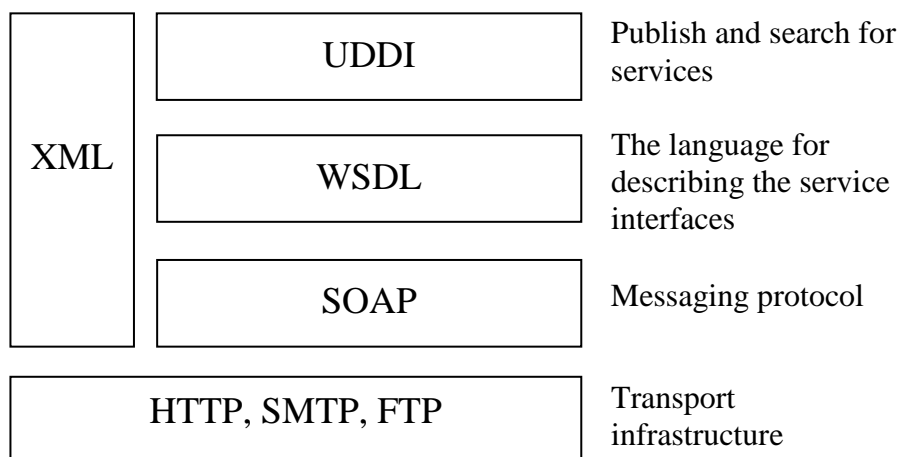 UDDI
Publish and search for
services
XML
WSDL
The language for
describing the service
interfaces
SOAP
Messaging protocol
HTTP, SMTP, FTP
Transport
infrastructure